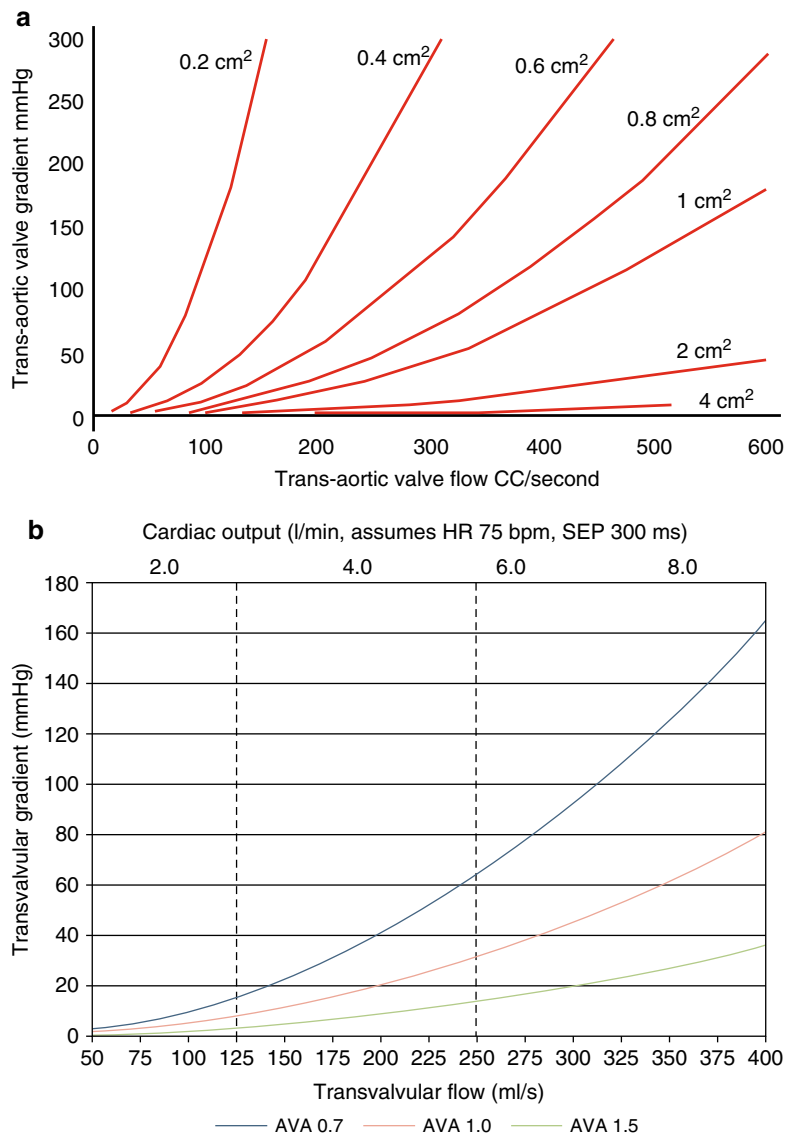 a
Trans-aortic valve gradient mmHg
300
250
200
150
100
50
0
0.2 cm²
0.4 cm²
0.6 cm²
0.8 cm²
1 cm²
2 cm²
4 cm²
0 100 200 300 400 500 600
Trans-aortic valve flow CC/second
b
Cardiac output (l/min, assumes HR 75 bpm, SEP 300 ms)
2.0 4.0 6.0 8.0
Transvalvular gradient (mmHg)
180
160
140
120
100
80
60
40
20
0
50 75 100 125 150 175 200 225 250 275 300 325 350 375 400
Transvalvular flow (ml/s)
AVA 0.7 AVA 1.0 AVA 1.5